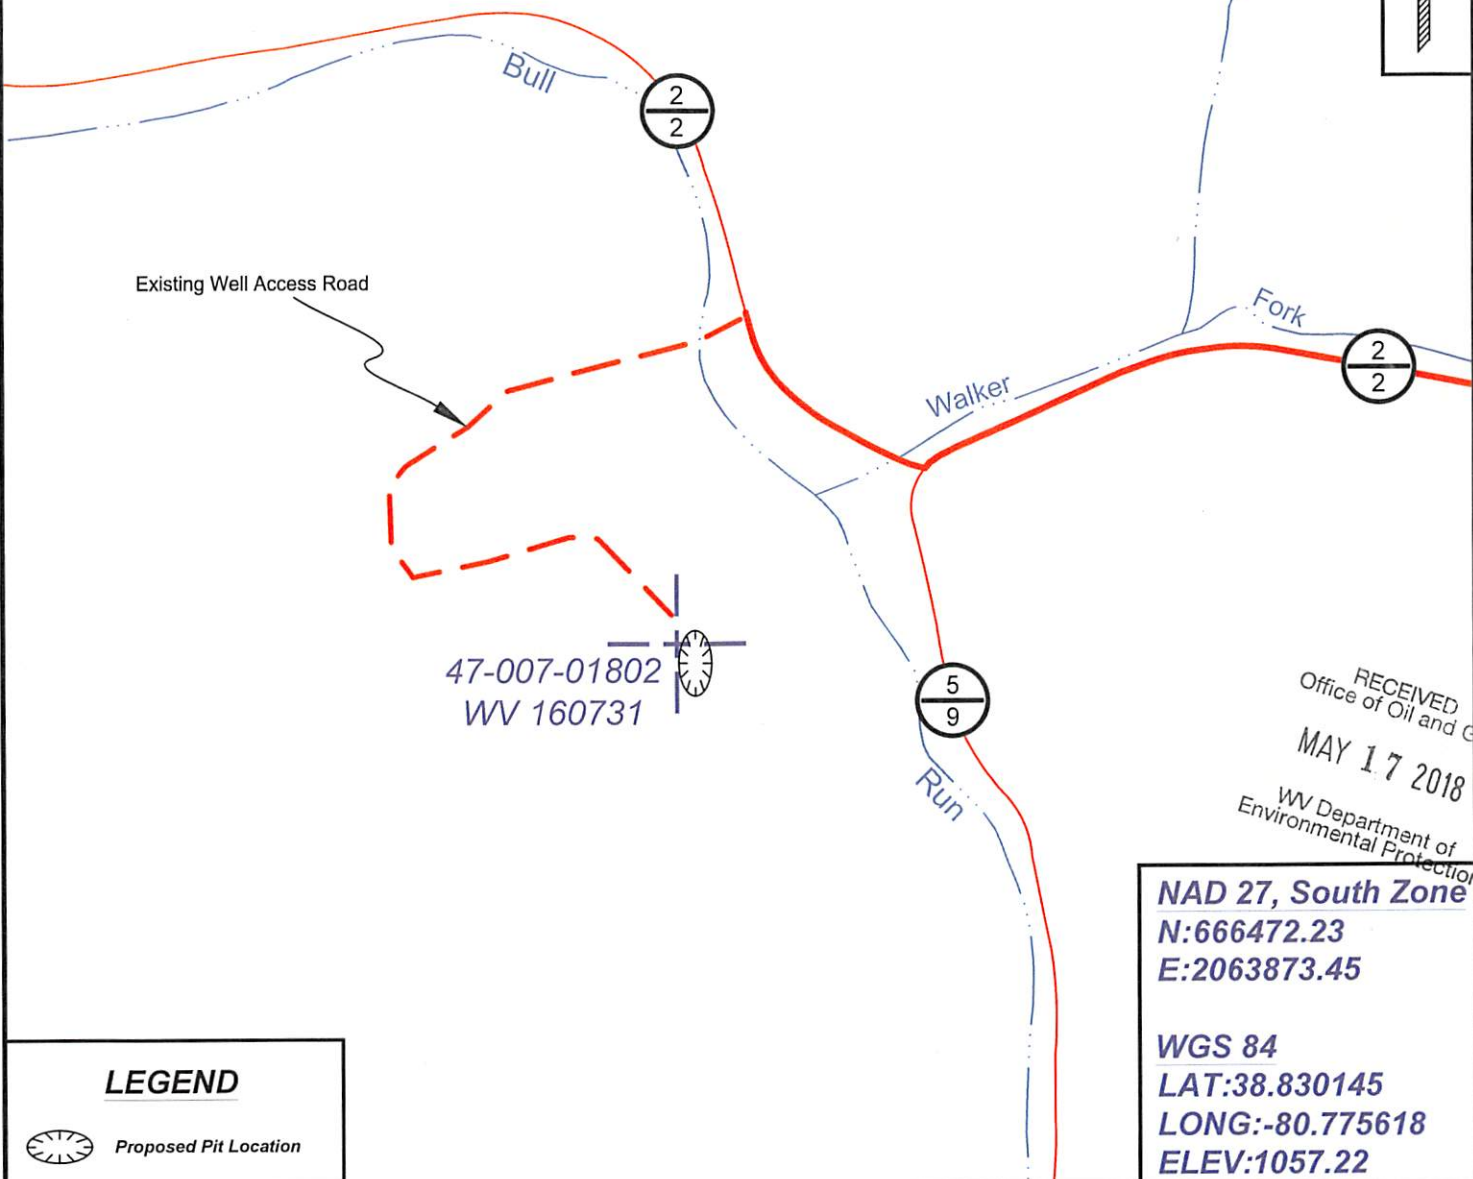 Bull
2
2
Existing Well Access Road
Fork
2
2
Walker
47-007-01802
WV 160731
5
9
Run
RECEIVED
Office of Oil and
MAY 17 2018
WV Department of
Environmental Protection
NAD 27, South Zone
N:666472.23
E:2063873.45
WGS 84
LAT:38.830145
LONG:-80.775618
ELEV:1057.22
LEGEND
Proposed Pit Location